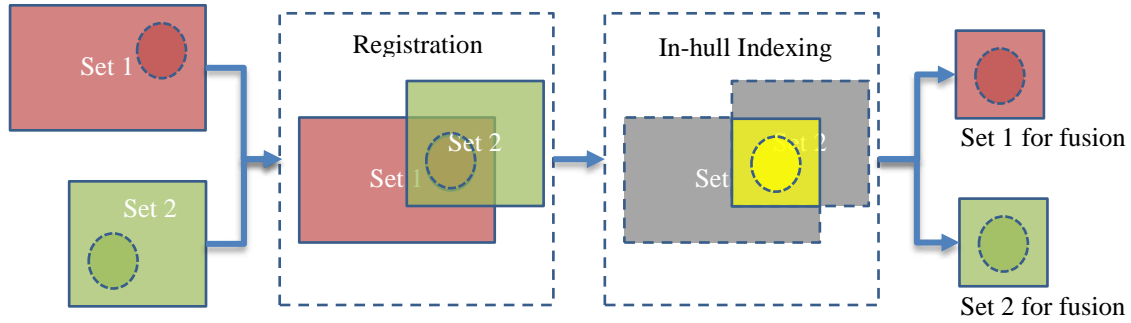 Set 1
Set 2
Registration
Set 1
Set 2
In-hull Indexing
Set
Set 2
Set 1 for fusion
Set 2 for fusion